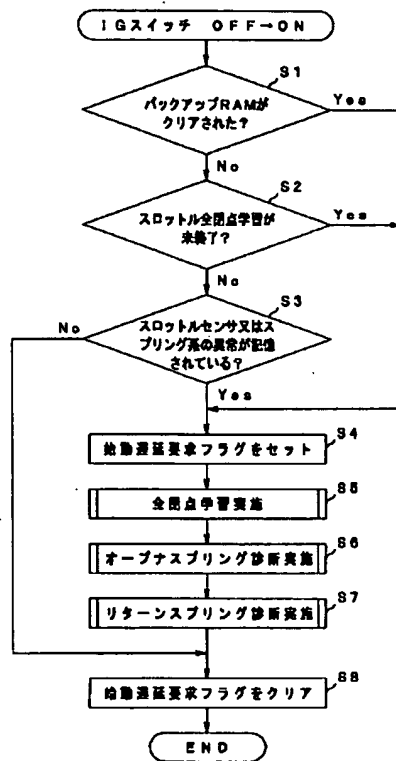 IGスイッチ OFF→ON
S1
バックアップRAMが
クリアされた?
Yes
No
S2
スロットル全閉点学習が
未終了?
Yes
No
S3
スロットルセンサ又はス
プリング系の異常が記憶
されている?
No
Yes
S4
始動遅延要求フラグをセット
S5
全閉点学習実施
S6
オープナスプリング診断実施
S7
リターンスプリング診断実施
S8
始動遅延要求フラグをクリア
END